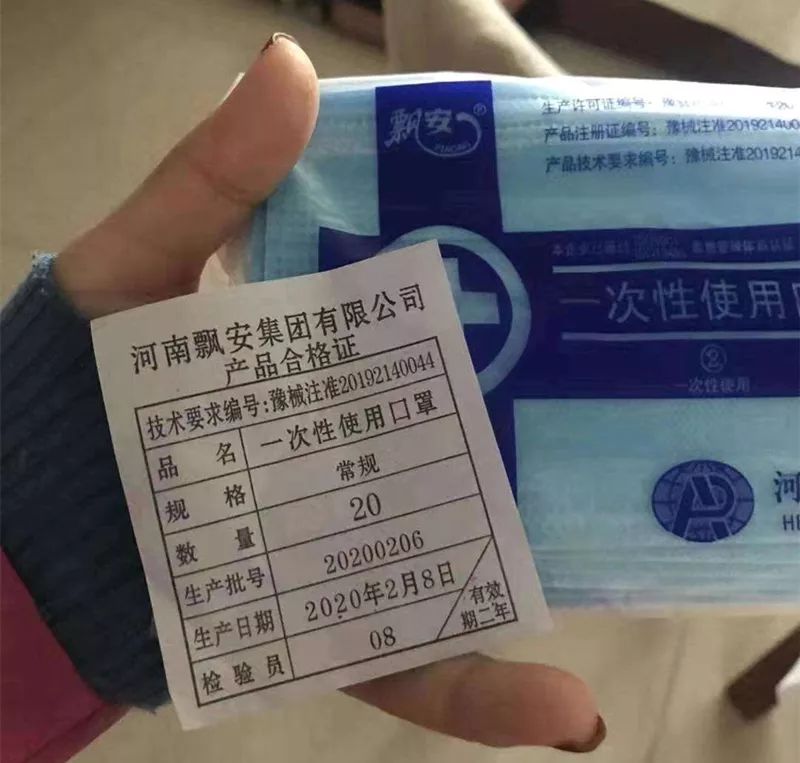 飘安®
PIAOAN
生产许可证编号：豫
产品注册证编号：豫械注准201921400
产品技术要求编号：豫械注准2019214
一次性使用
②
一次性使用
河
HE
河南飘安集团有限公司
产品合格证
技术要求编号:豫械注准20192140044
品 名 一次性使用口罩
规 格 常规
数 量 20
生产批号 20200206
生产日期 2020年2月8日
检验员 08
有效
期二年